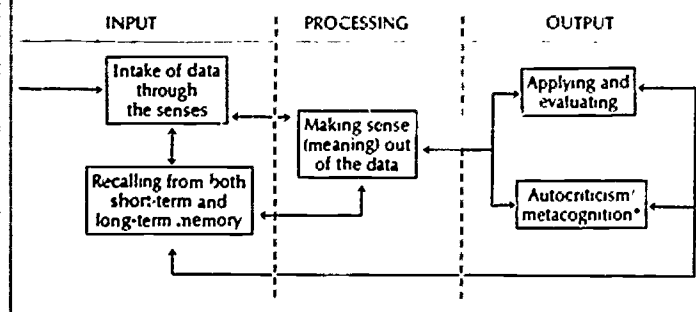 INPUT
PROCESSING
OUTPUT
Intake of data
through
the senses
Making sense
(meaning) out
of the data
Applying and
evaluating
Recalling from both
short-term and
long-term memory
Autocriticism/
metacognition*